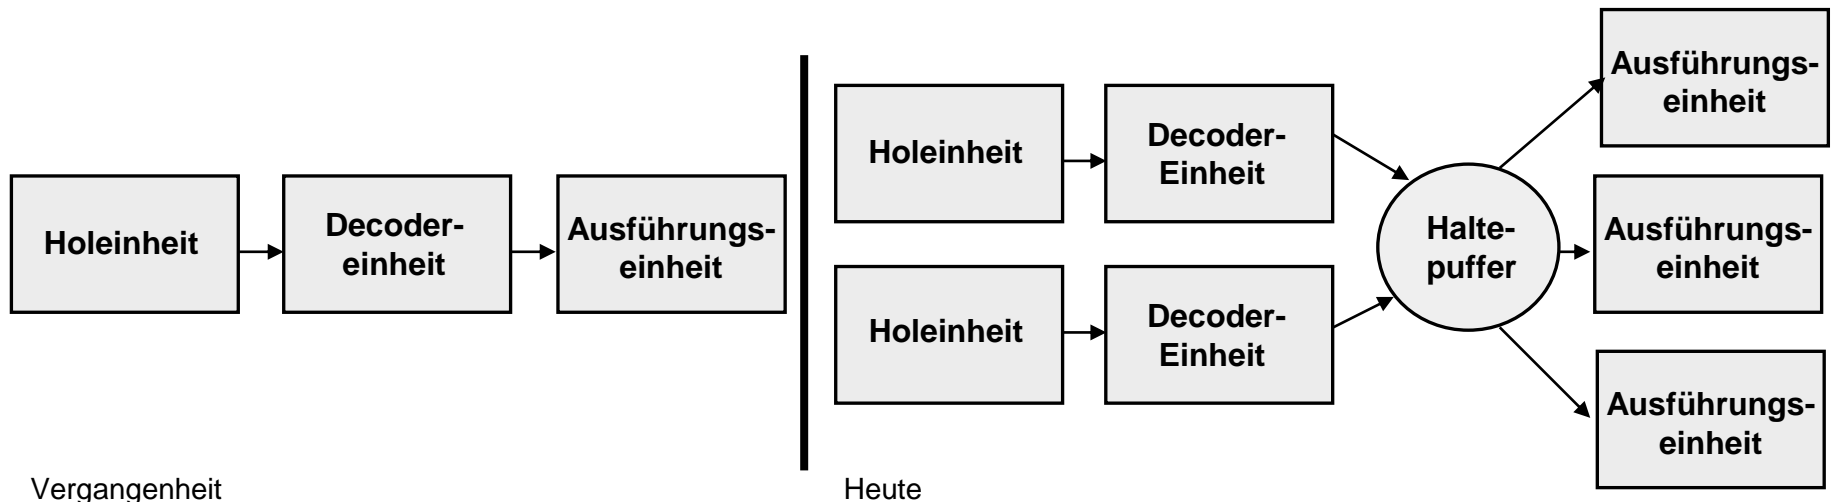 Holeinheit
Decoder-
einheit
Ausführungs-
einheit
Vergangenheit
Holeinheit
Decoder-
Einheit
Holeinheit
Decoder-
Einheit
Halte-
puffer
Ausführungs-
einheit
Ausführungs-
einheit
Ausführungs-
einheit
Heute